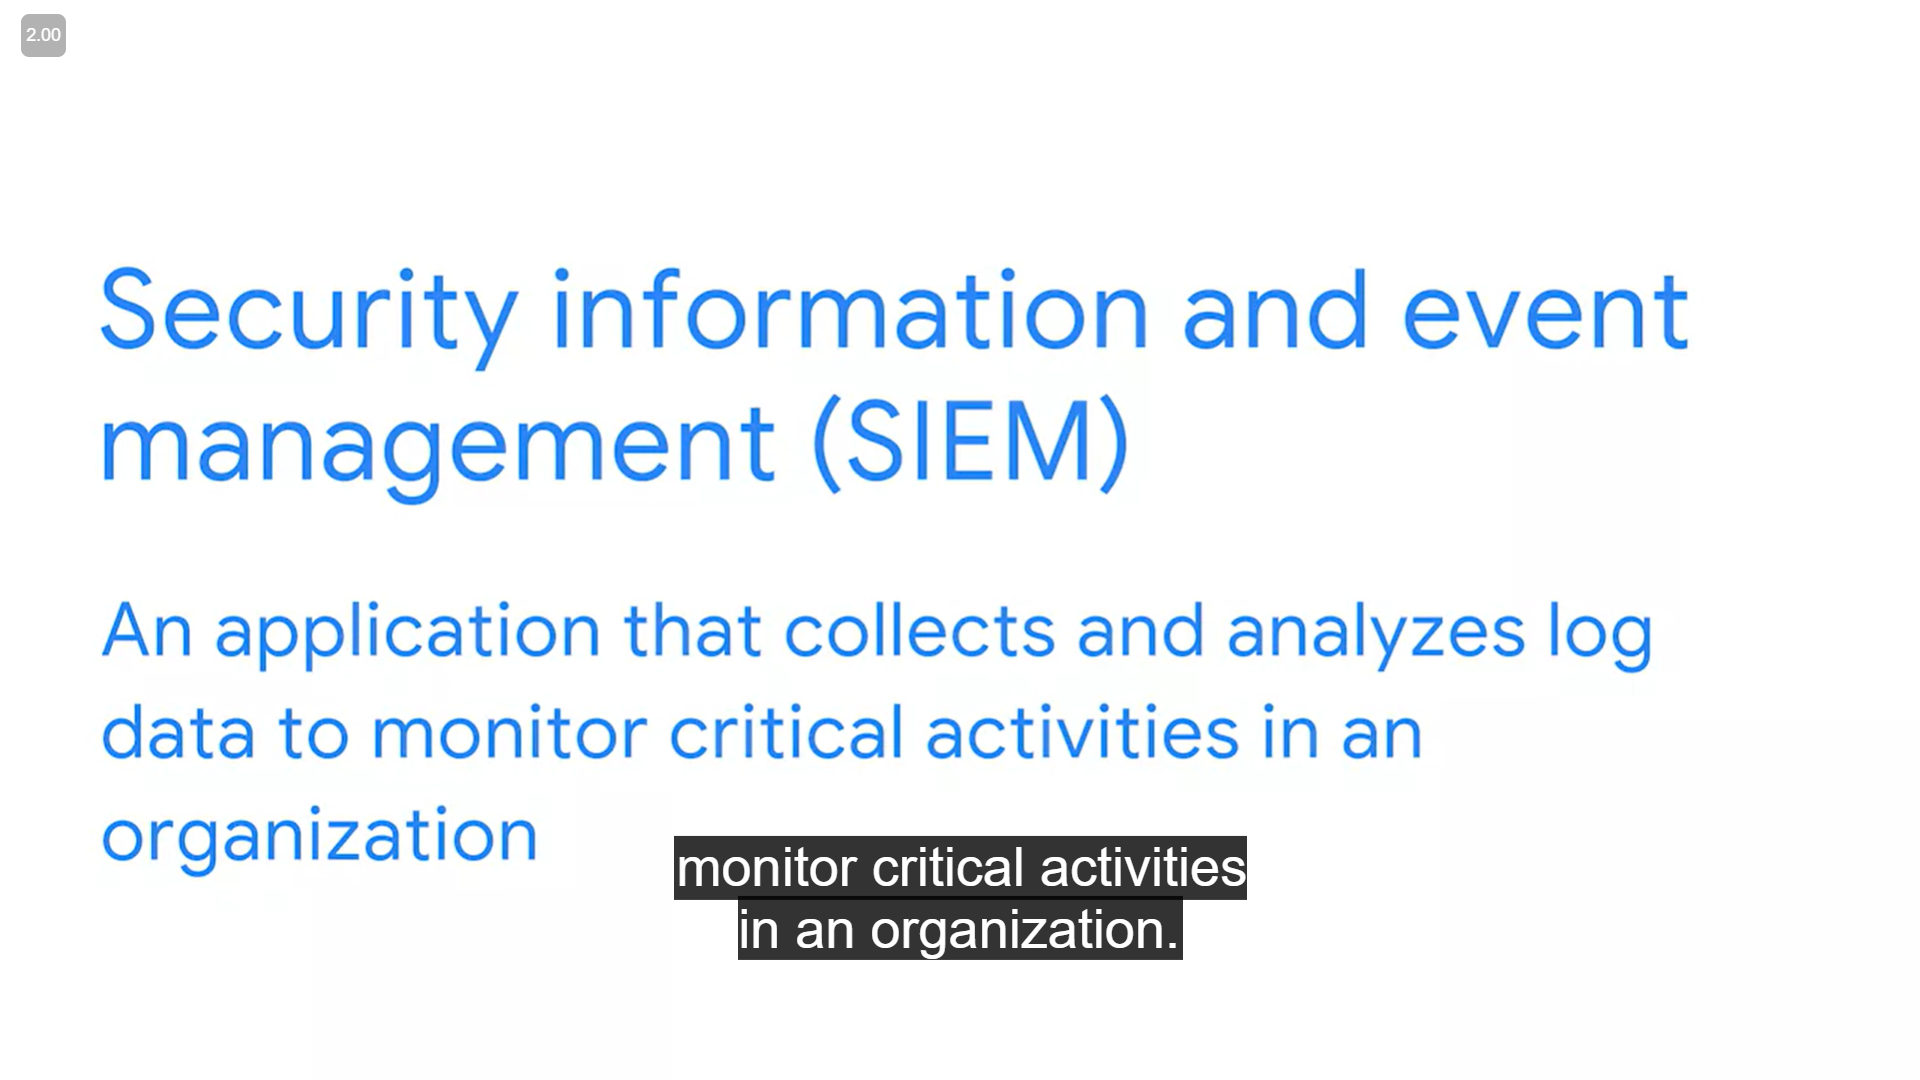 2.00
Security information and event
management (SIEM)
An application that collects and analyzes log
data to monitor critical activities in an
organization
monitor critical activities
in an organization.